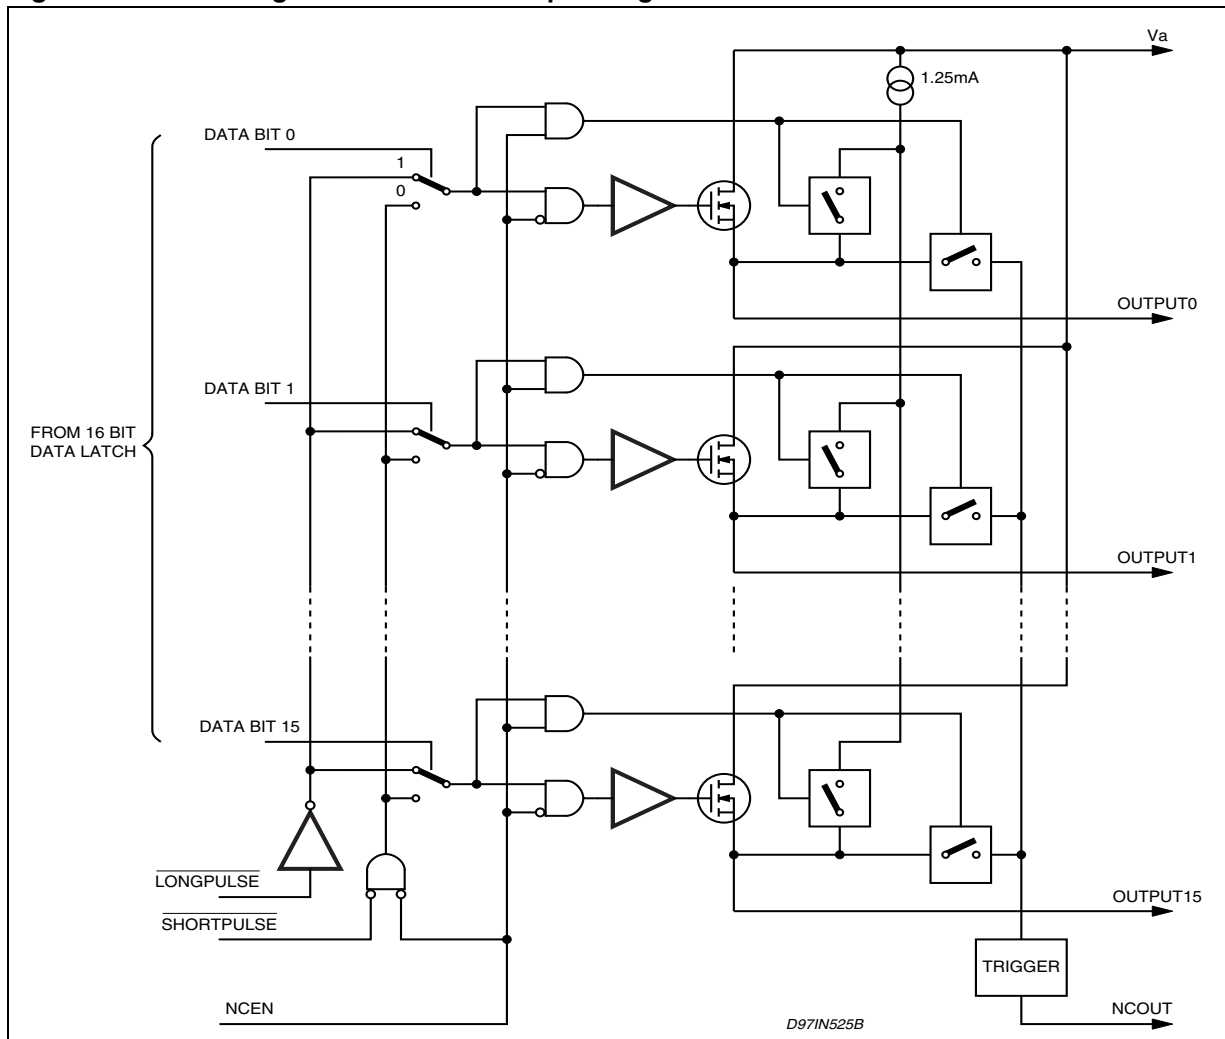 Va
1.25mA
DATA BIT 0
1
0
OUTPUT0
DATA BIT 1
FROM 16 BIT
DATA LATCH
OUTPUT1
DATA BIT 15
LONGPULSE
OUTPUT15
SHORTPULSE
TRIGGER
NCEN
NCOUT
D97IN525B